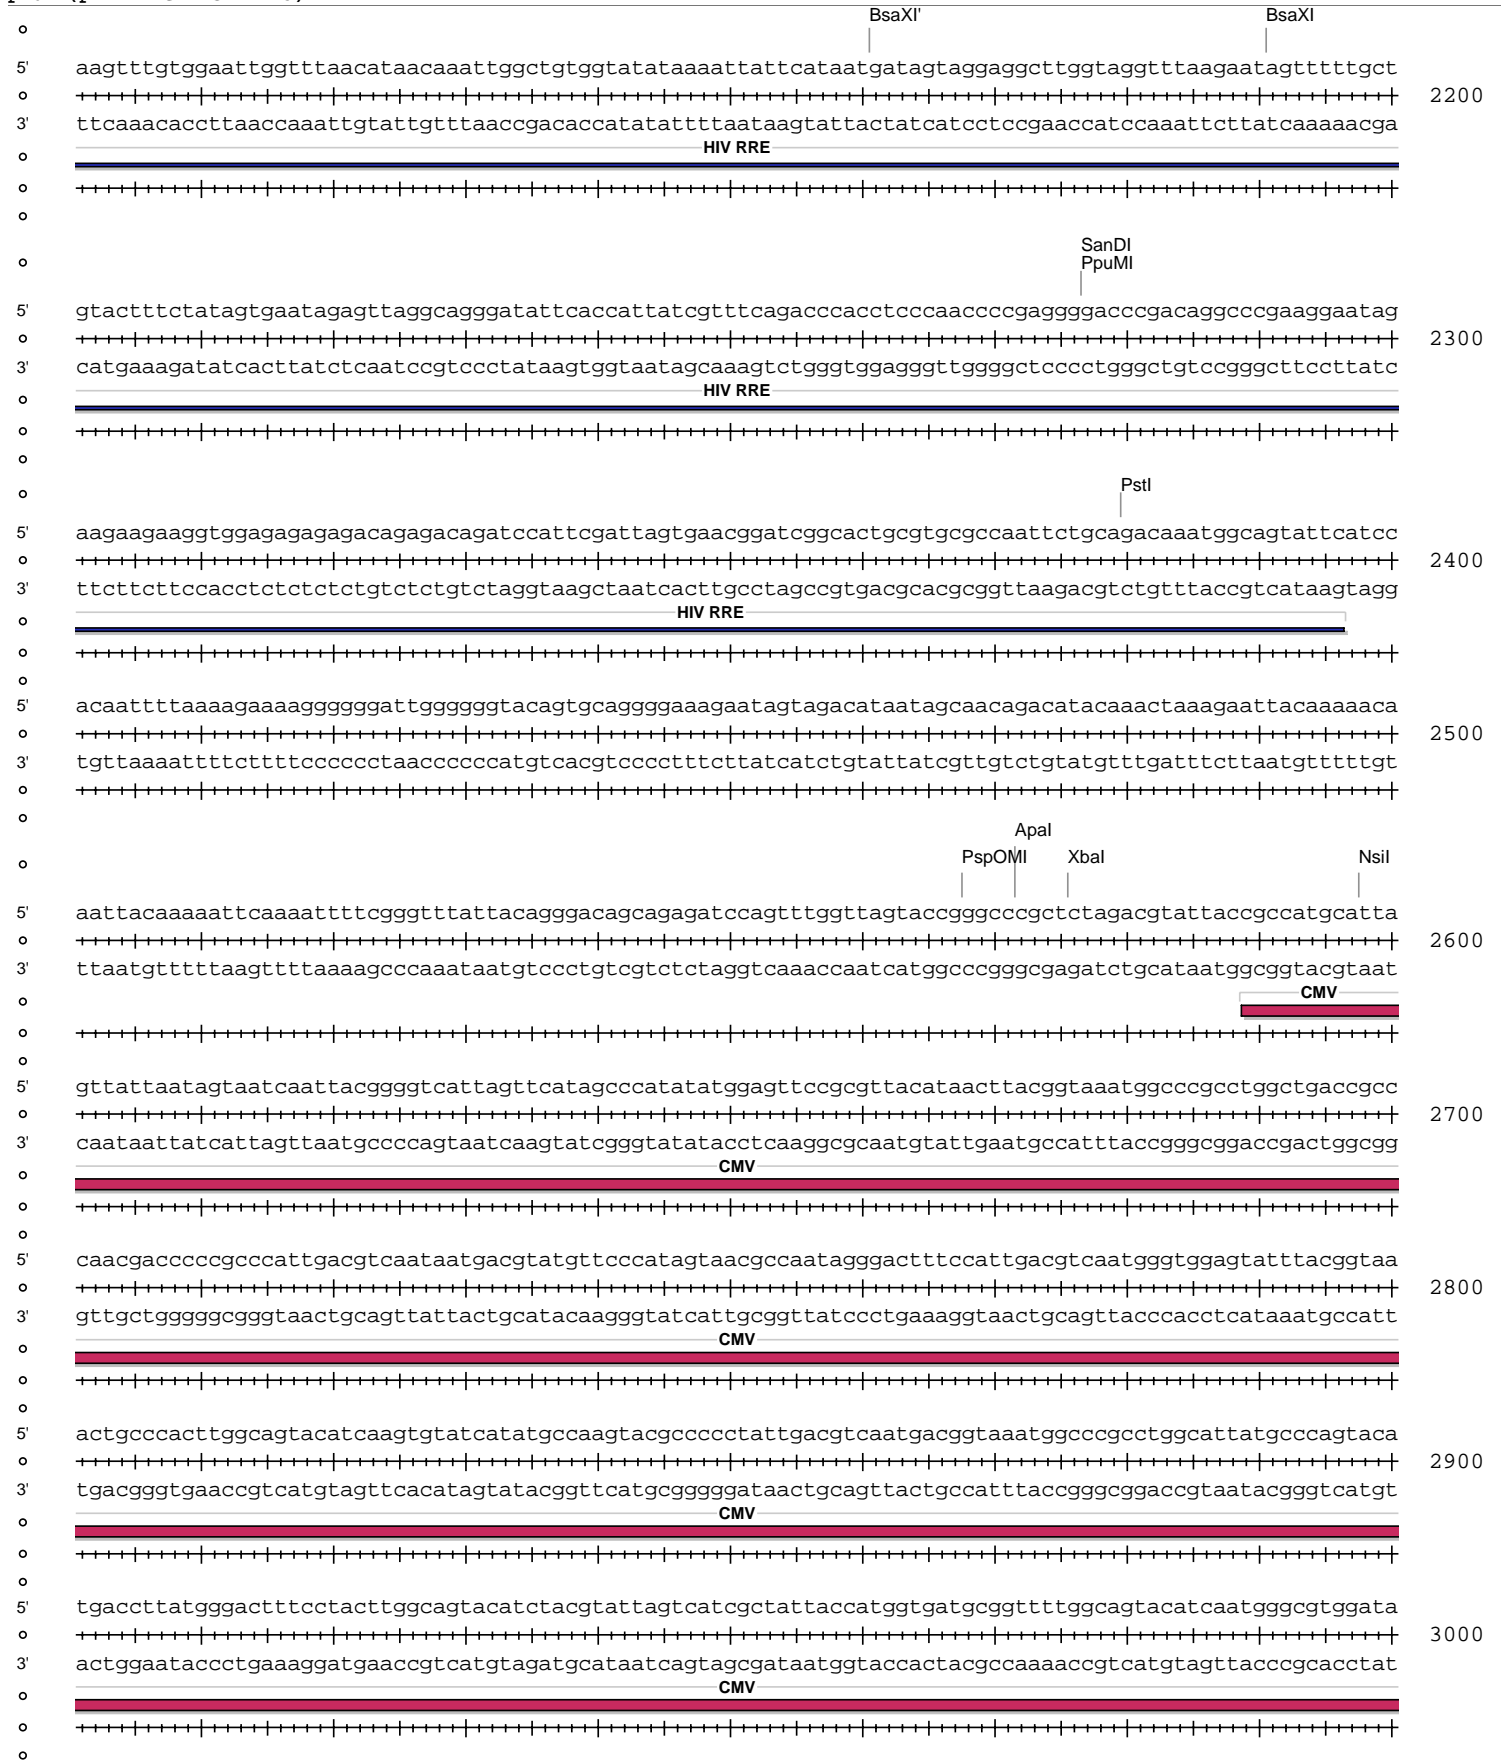 BsaXI' BsaXI
5' aagtttgtggaattggtttaacataacaaattggctgtggtatataaaattattcataatgatagtaggaggcttggtaggtttaagaatagtttttgct
2200
3' ttcaaacaccttaaccaaattgtattgtttaaccgacaccatatattttaataagtattactatcatcctccgaaccatccaaattcttatcaaaaacga
HIV RRE
SanDI
PpuMI
5' gtactttctatagtgaatagagttaggcagggatattcaccattatcgtttcagacccacctcccaaccccgaggggacccgacaggcccgaaggaatag
2300
3' catgaaagatatcacttatctcaatccgtccctataagtggtaatagcaaagtctgggtggagggttggggctcccctgggctgtccgggcttccttatc
HIV RRE
PstI
5' aagaagaaggtggagagagagacagagacagatccattcgattagtgaacggatcggcactgcgtgcgccaattctgcagacaaatggcagtattcatcc
2400
3' ttcttcttccacctctctctctgtctctgtctaggtaagctaatcacttgcctagccgtgacgcacgcggttaagacgtctgtttaccgtcataagtagg
HIV RRE
5' acaattttaaaagaaaaggggggattggggggtacagtgcaggggaaagaatagtagacataatagcaacagacatacaaactaaagaattacaaaaaca
2500
3' tgttaaaattttcttttccccccctaaccccccatgtcacgtcccctttcttatcatctgtattatcgttgtctgtatgtttgatttcttaatgtttttgt
ApaI
PspOMI XbaI NsiI
5' aattacaaaaattcaaaattttcgggtttattacagggacagcagagatccagtttggttagtaccgggcccgctctagacgtattaccgccatgcatta
2600
3' ttaatgtttttaagttttaaaagcccaaataatgtccctgtcgtctctaggtcaaaccaatcatggcccgggcgagatctgcataatggcggtacgtaat
CMV
5' gttattaatagtaatcaattacggggtcattagttcatagcccatatatggagttccgcgttacataacttacggtaaatggcccgcctggctgaccgcc
2700
3' caataattatcattagttaatgccccagtaatcaagtatcgggtatatacctcaaggcgcaatgtattgaatgccatttaccgggcggaccgactggcgg
CMV
5' caacgacccccgcccattgacgtcaataatgacgtatgttcccatagtaacgccaatagggactttccattgacgtcaatgggtggagtatttacggtaa
2800
3' gttgctgggggcgggtaactgcagttattactgcatacaagggtatcattgcggttatccctgaaaggtaactgcagttacccacctcataaatgccatt
CMV
5' actgcccacttggcagtacatcaagtgtatcatatgccaagtacgccccctattgacgtcaatgacggtaaatggcccgcctggcattatgcccagtaca
2900
3' tgacgggtgaaccgtcatgtagttcacatagtatacggttcatgcgggggataactgcagttactgccatttaccgggcggaccgtaatacgggtcatgt
CMV
5' tgaccttatgggactttcctacttggcagtacatctacgtattagtcatcgctattaccatggtgatgcggttttggcagtacatcaatgggcgtggata
3000
3' actggaataccctgaaaggatgaaccgtcatgtagatgcataatcagtagcgataatggtaccactacgccaaaaccgtcatgtagttacccgcacctat
CMV